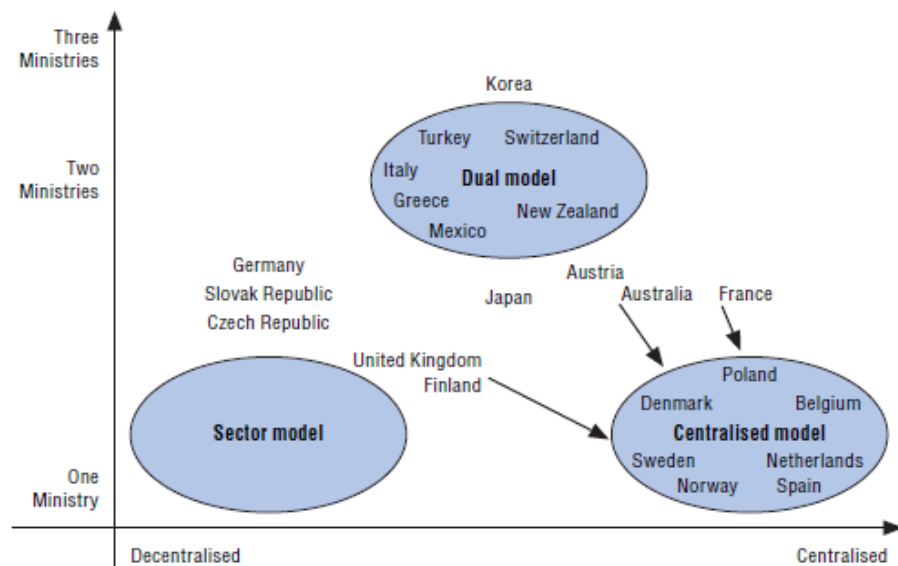 Three
Ministries
Korea
Turkey Switzerland
Two
Ministries
Italy
Dual model
Greece
New Zealand
Mexico
Germany
Slovak Republic
Czech Republic
Austria
Japan
Australia
France
United Kingdom
Finland
Poland
Denmark
Belgium
Sector model
Centralised model
Sweden
Netherlands
Norway
Spain
One
Ministry
Decentralised
Centralised